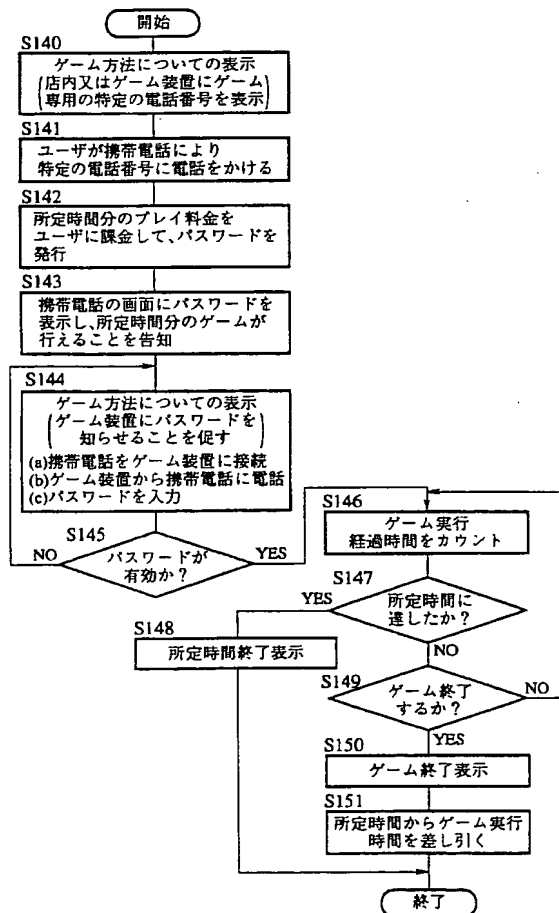 開始
S140
ゲーム方法についての表示
(店内又はゲーム装置にゲーム
専用の特定の電話番号を表示)
S141
ユーザが携帯電話により
特定の電話番号に電話をかける
S142
所定時間分のプレイ料金を
ユーザに課金して、パスワードを
発行
S143
携帯電話の画面にパスワードを
表示し、所定時間分のゲームが
行えることを告知
S144
ゲーム方法についての表示
(ゲーム装置にパスワードを
知らせることを促す)
(a)携帯電話をゲーム装置に接続
(b)ゲーム装置から携帯電話に電話
(c)パスワードを入力
S145
NO
パスワードが
有効か?
YES
S146
ゲーム実行
経過時間をカウント
S147
YES
所定時間に
達したか?
NO
S148
所定時間終了表示
S149
ゲーム終了
するか?
NO
YES
S150
ゲーム終了表示
S151
所定時間からゲーム実行
時間を差し引く
終了